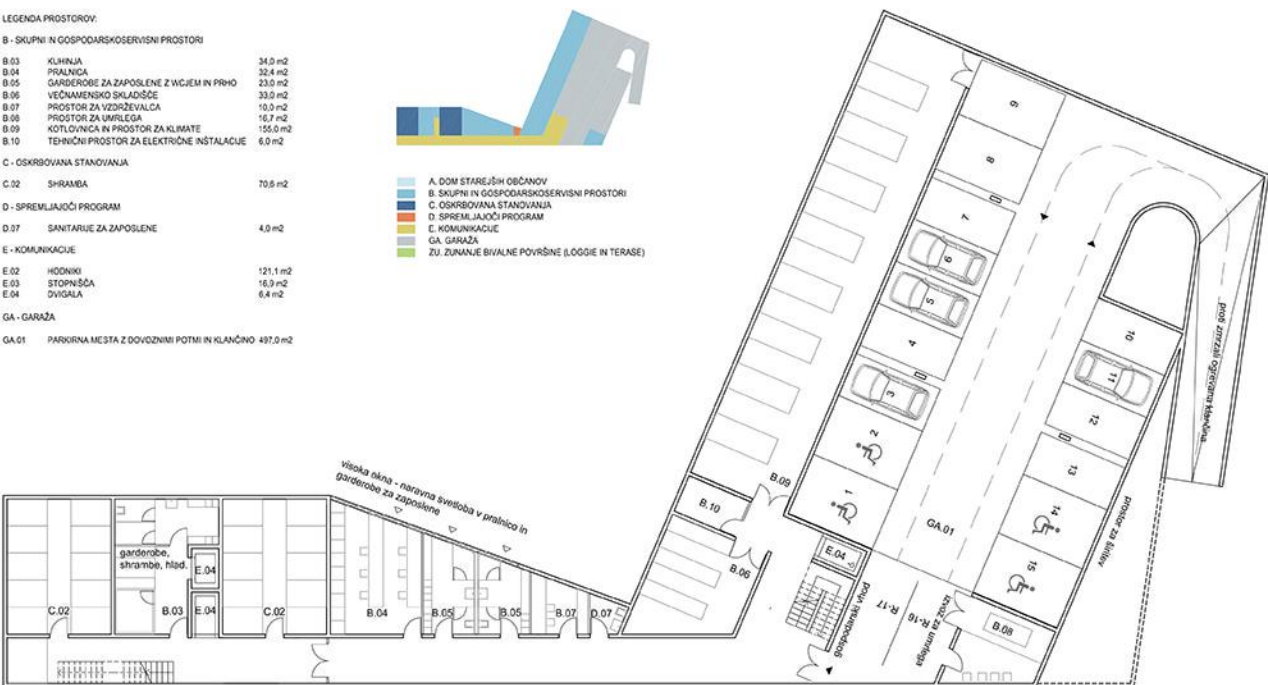 LEGENDA PROSTOROV:
B - SKUPNI IN GOSPODARSKOSERVISNI PROSTORI
B.03 KUHINJA 34,0 m2
B.04 PRALNICA 32,4 m2
B.05 GARDEROBE ZA ZAPOSLENE Z WCJEM IN PRHO 23,0 m2
B.06 VEČNAMENSKO SKLADIŠČE 33,0 m2
B.07 PROSTOR ZA VZDRŽEVALCA 10,0 m2
B.08 PROSTOR ZA UMRLEGA 16,7 m2
B.09 KOTLOVNICA IN PROSTOR ZA KLIMATE 155,0 m2
B.10 TEHNIČNI PROSTOR ZA ELEKTRIČNE INŠTALACIJE 6,0 m2
C - OSKRBOVANA STANOVANJA
C.02 SHRAMBA 70,6 m2
D - SPREMLJAJOČI PROGRAM
D.07 SANITARIJE ZA ZAPOSLENE 4,0 m2
E - KOMUNIKACIJE
E.02 HODNIKI 121,1 m2
E.03 STOPNIŠČA 16,9 m2
E.04 DVIGALA 6,4 m2
GA - GARAŽA
GA.01 PARKIRNA MESTA Z DOVOZNIMI POTMI IN KLANČINO 497,0 m2
A. DOM STAREJŠIH OBČANOV
B. SKUPNI IN GOSPODARSKOSERVISNI PROSTORI
C. OSKRBOVANA STANOVANJA
D. SPREMLJAJOČI PROGRAM
E. KOMUNIKACIJE
GA. GARAŽA
ZU. ZUNANJE BIVALNE POVRŠINE (LOGGIE IN TERASE)
9
8
7
6
5
4
3
2
1
10
11
12
13
14
15
proti zmrzali ogrevana klančina
prostor za širitev
GA.01
B.09
B.10
B.06
E.04
gospodarski vhod
R-17
R-16
izvoz za umrlega
B.08
visoka okna - naravna svetloba v pralnico in
garderobe za zaposlene
garderobe,
shrambe, hlad.
E.04
E.04
C.02
B.03
C.02
B.04
B.05
B.05
B.07
D.07